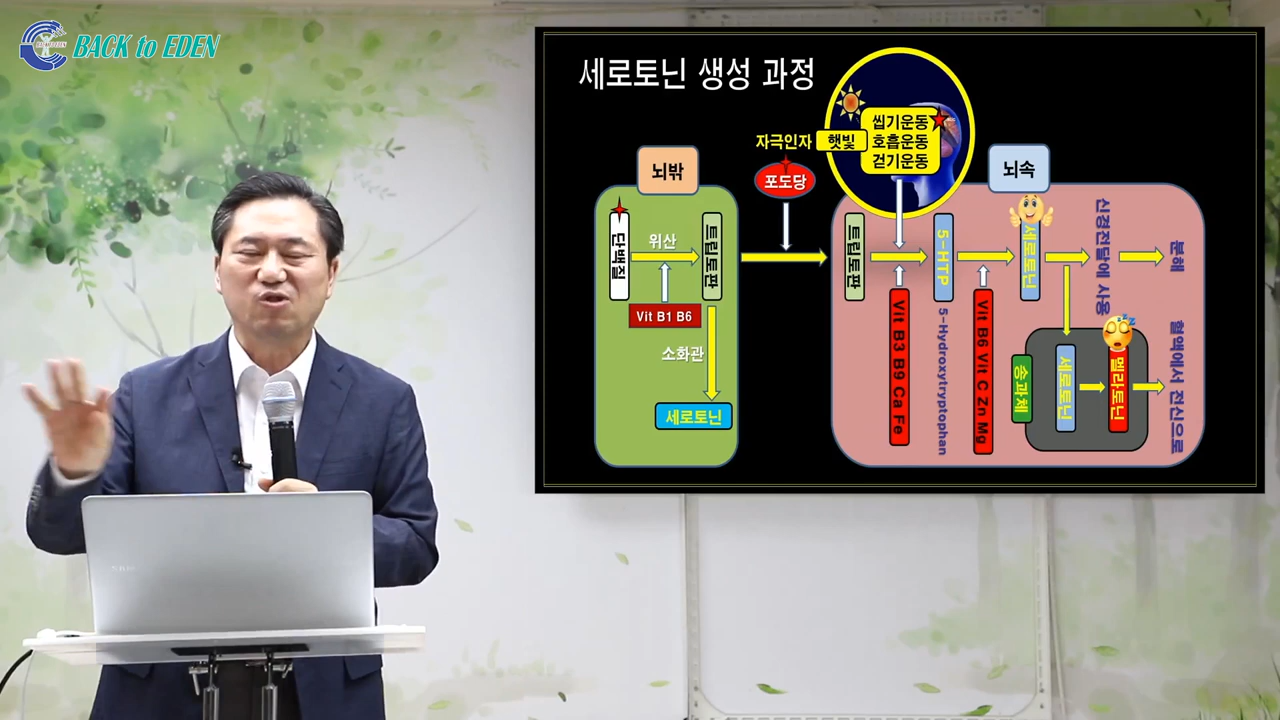 BACK to EDEN
세로토닌 생성 과정
씹기운동
호흡운동
걷기운동
햇빛
자극인자
포도당
뇌밖
뇌속
단백질
위산
트립토판
Vit B1 B6
소화관
세로토닌
트립토판
5-HTP
5-Hydroxytryptophan
Vit B3 B9 Ca Fe
Vit B6 Vit C Zn Mg
세로토닌
신경전달에 사용
분해
송과체
세로토닌
멜라토닌
혈액에서 전신으로